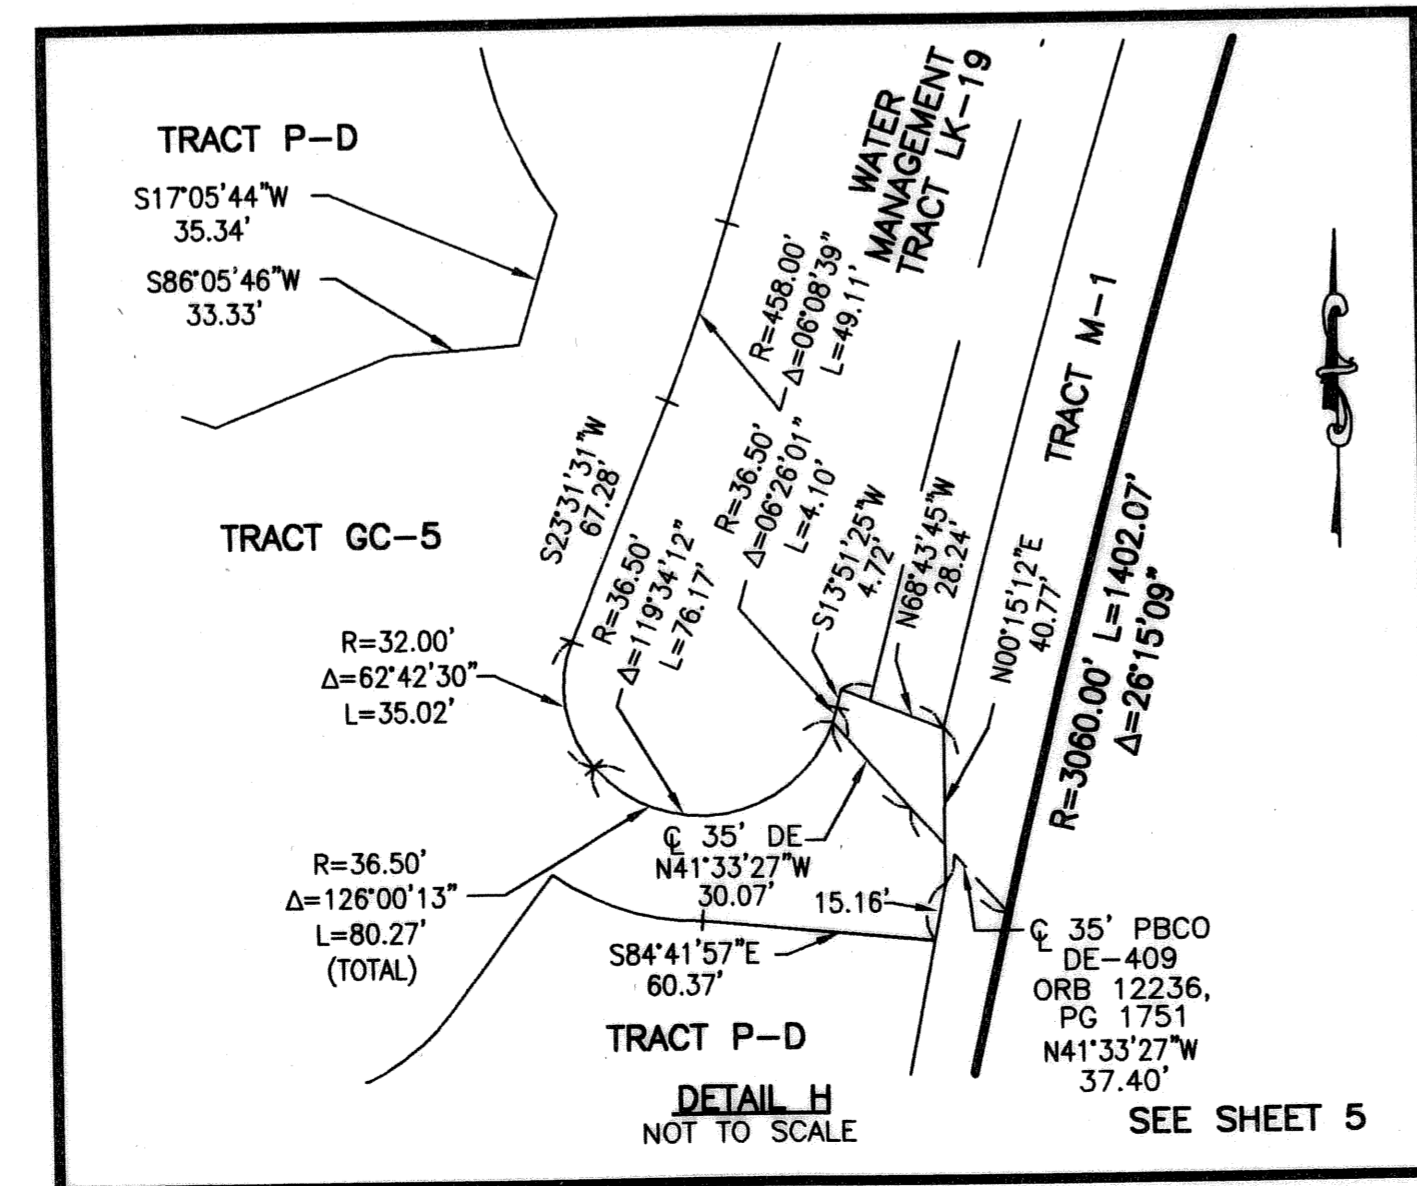 TRACT P-D
S17°05'44"W
35.34'
S86°05'46"W
33.33'
WATER
MANAGEMENT
TRACT LK-19
R=458.00'
Δ=06°08'39"
L=49.11'
TRACT M-1
TRACT GC-5
S23°31'31"W
67.28'
R=36.50'
Δ=119°34'12"
L=76.17'
R=36.50'
Δ=06°26'01"
L=4.10'
S13°51'25"W
4.72'
N68°43'45"W
28.24'
N00°15'12"E
40.77'
R=3060.00' L=1402.07'
Δ=26°15'09"
R=32.00'
Δ=62°42'30"
L=35.02'
R=36.50'
Δ=126°00'13"
L=80.27'
(TOTAL)
℄ 35' DE
N41°33'27"W
30.07'
15.16'
S84°41'57"E
60.37'
TRACT P-D
℄ 35' PBCO
DE-409
ORB 12236,
PG 1751
N41°33'27"W
37.40'
DETAIL H
NOT TO SCALE
SEE SHEET 5